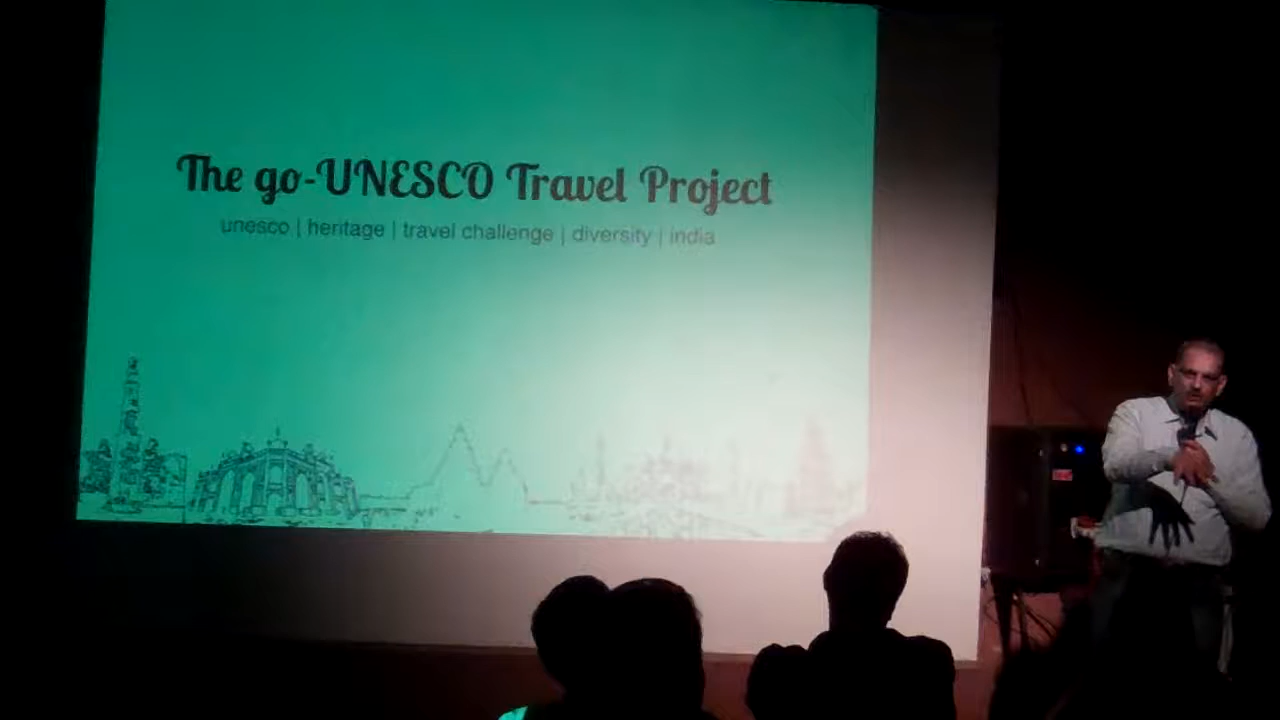 The go-UNESCO Travel Project
unesco | heritage | travel challenge | diversity | india